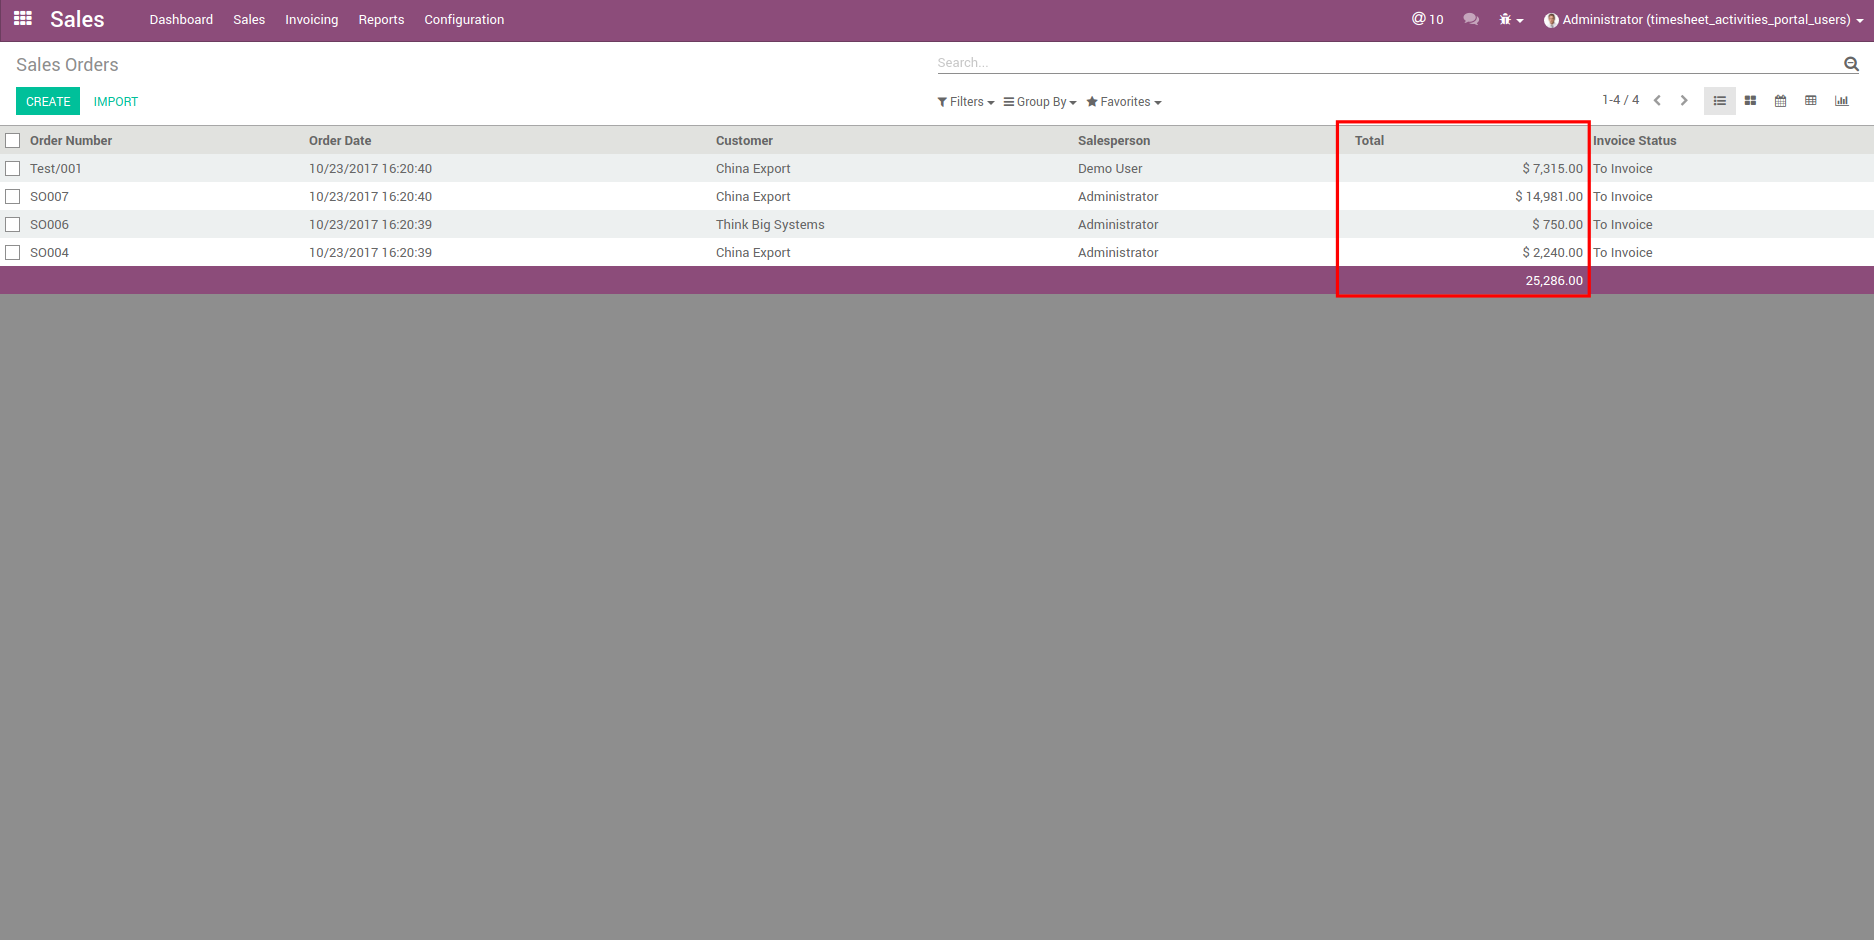 Sales Dashboard Sales Invoicing Reports Configuration @ 10 Administrator (timesheet_activities_portal_users)
Sales Orders Search...
CREATE IMPORT Filters Group By Favorites 1-4 / 4
Order Number Order Date Customer Salesperson Total Invoice Status
Test/001 10/23/2017 16:20:40 China Export Demo User $ 7,315.00 To Invoice
SO007 10/23/2017 16:20:40 China Export Administrator $ 14,981.00 To Invoice
SO006 10/23/2017 16:20:39 Think Big Systems Administrator $ 750.00 To Invoice
SO004 10/23/2017 16:20:39 China Export Administrator $ 2,240.00 To Invoice
25,286.00